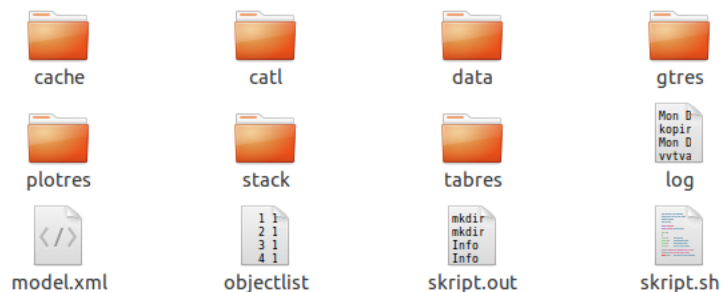 cache
catl
data
gtres
plotres
stack
tabres
Mon D
kopir
Mon D
vvtva
log
</>
model.xml
1 1
2 1
3 1
4 1
objectlist
mkdir
mkdir
Info
Info
skript.out
skript.sh